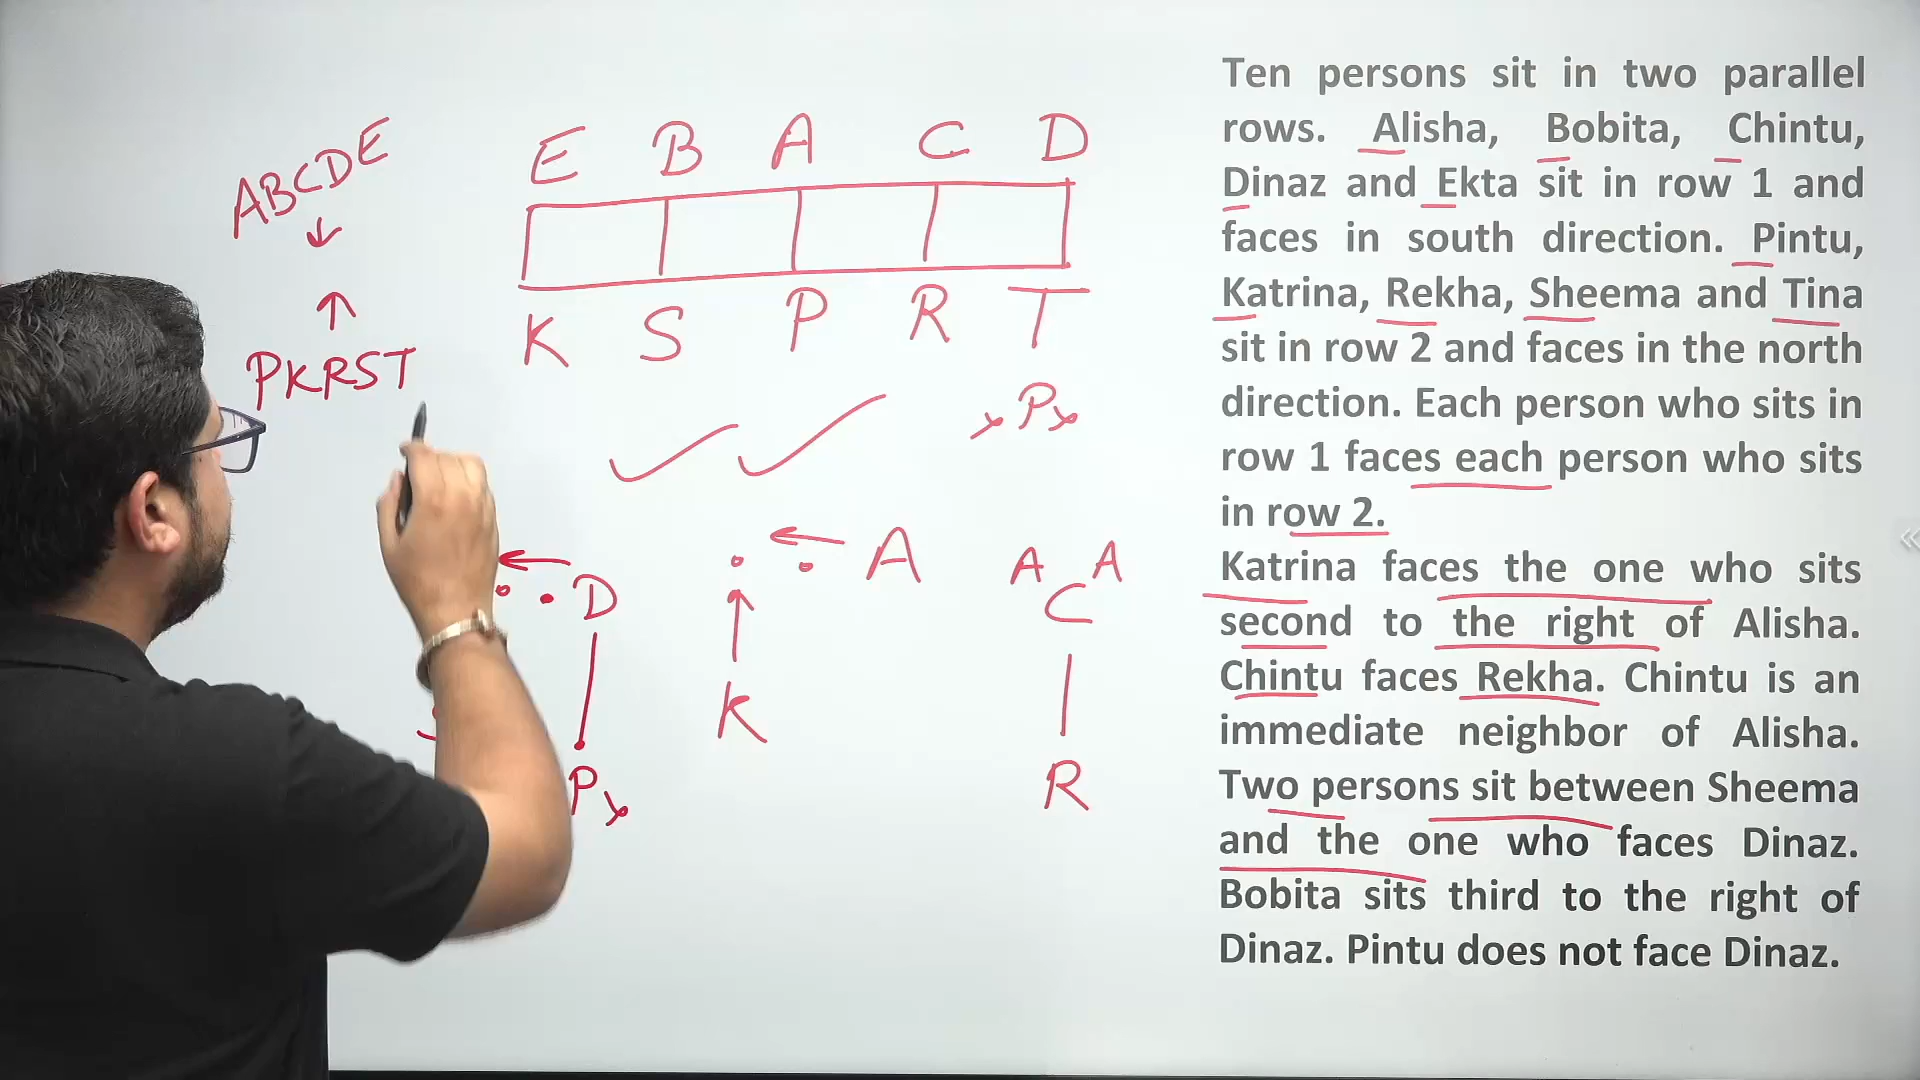 ABCDE
PKRST
E B A C D
K S P R T
P
D
A
A A
C
K
P
R
Ten persons sit in two parallel
rows. Alisha, Bobita, Chintu,
Dinaz and Ekta sit in row 1 and
faces in south direction. Pintu,
Katrina, Rekha, Sheema and Tina
sit in row 2 and faces in the north
direction. Each person who sits in
row 1 faces each person who sits
in row 2.
Katrina faces the one who sits
second to the right of Alisha.
Chintu faces Rekha. Chintu is an
immediate neighbor of Alisha.
Two persons sit between Sheema
and the one who faces Dinaz.
Bobita sits third to the right of
Dinaz. Pintu does not face Dinaz.